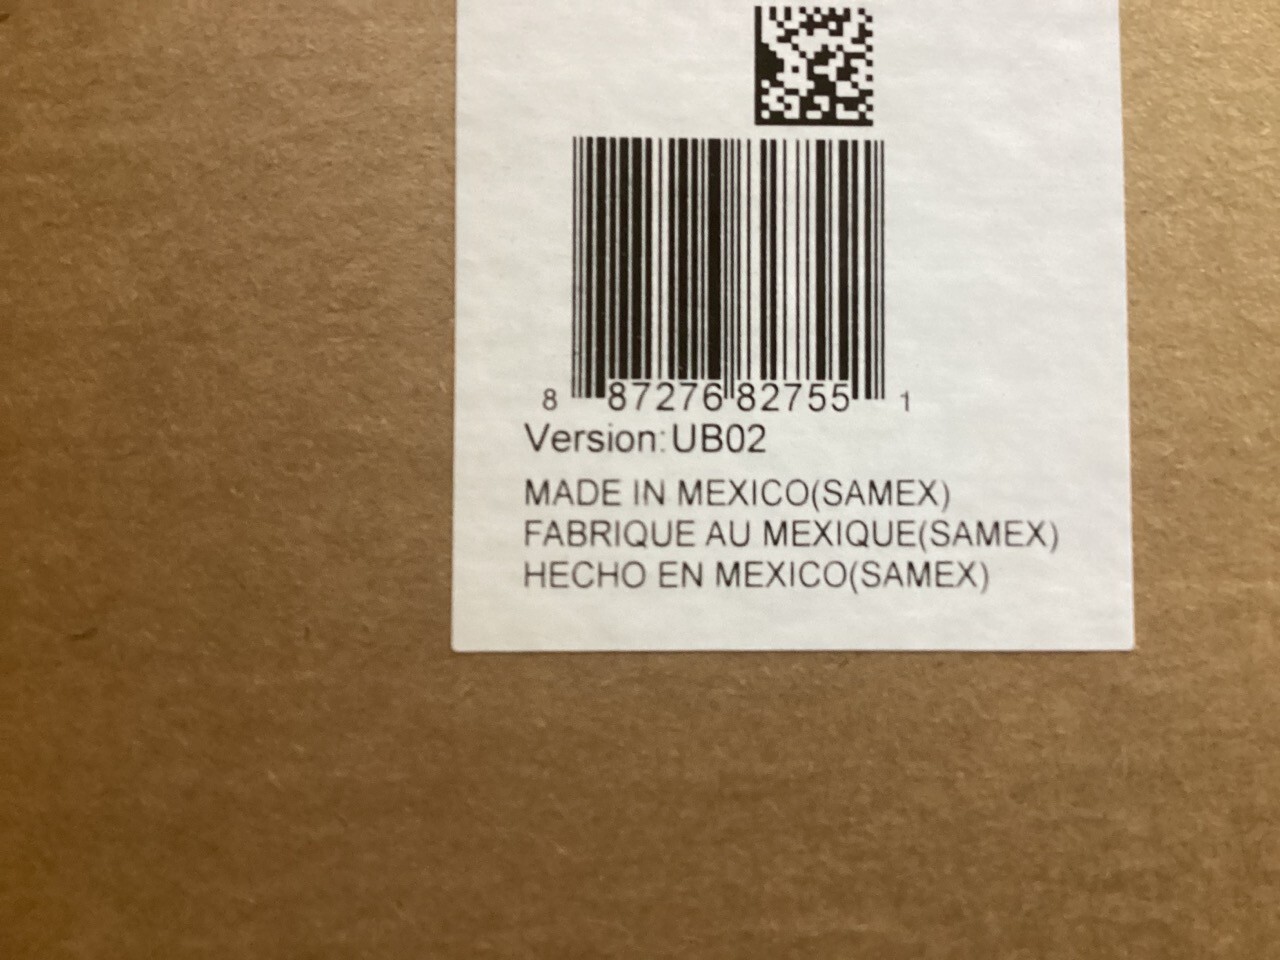 8 87276 82755 1
Version:UB02
MADE IN MEXICO(SAMEX)
FABRIQUE AU MEXIQUE(SAMEX)
HECHO EN MEXICO(SAMEX)